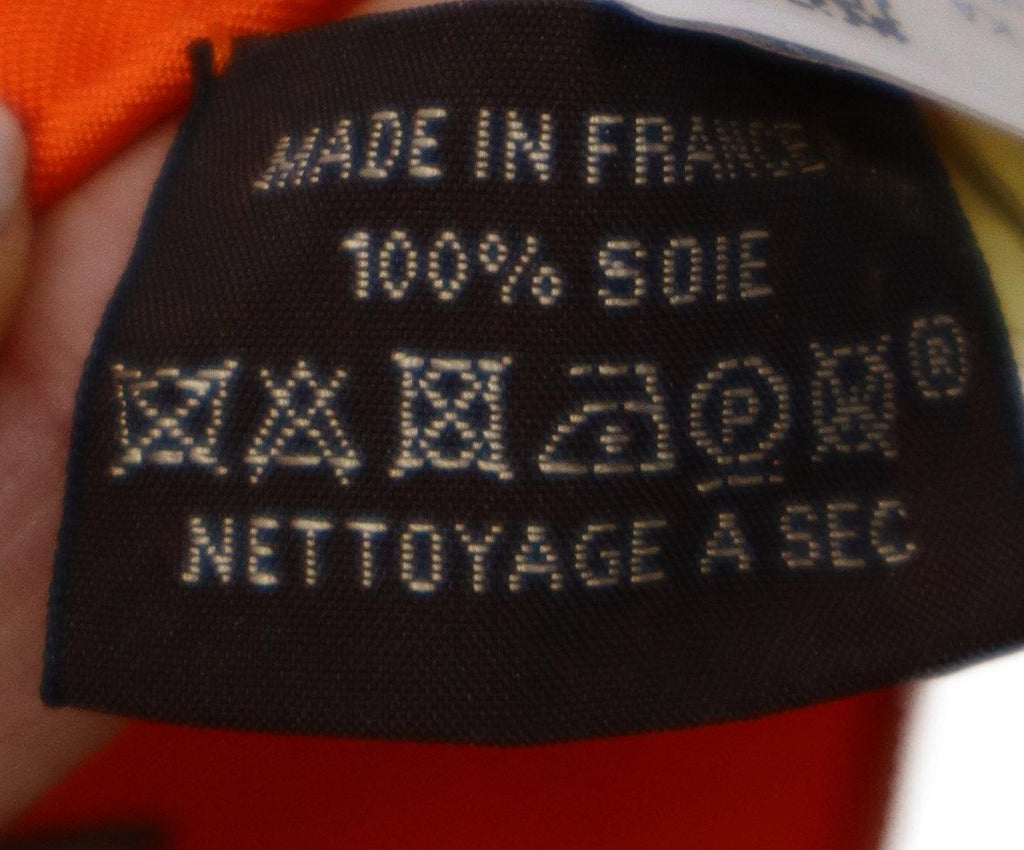 MADE IN FRANCE
100% SOIE
P W ®
NETTOYAGE A SEC